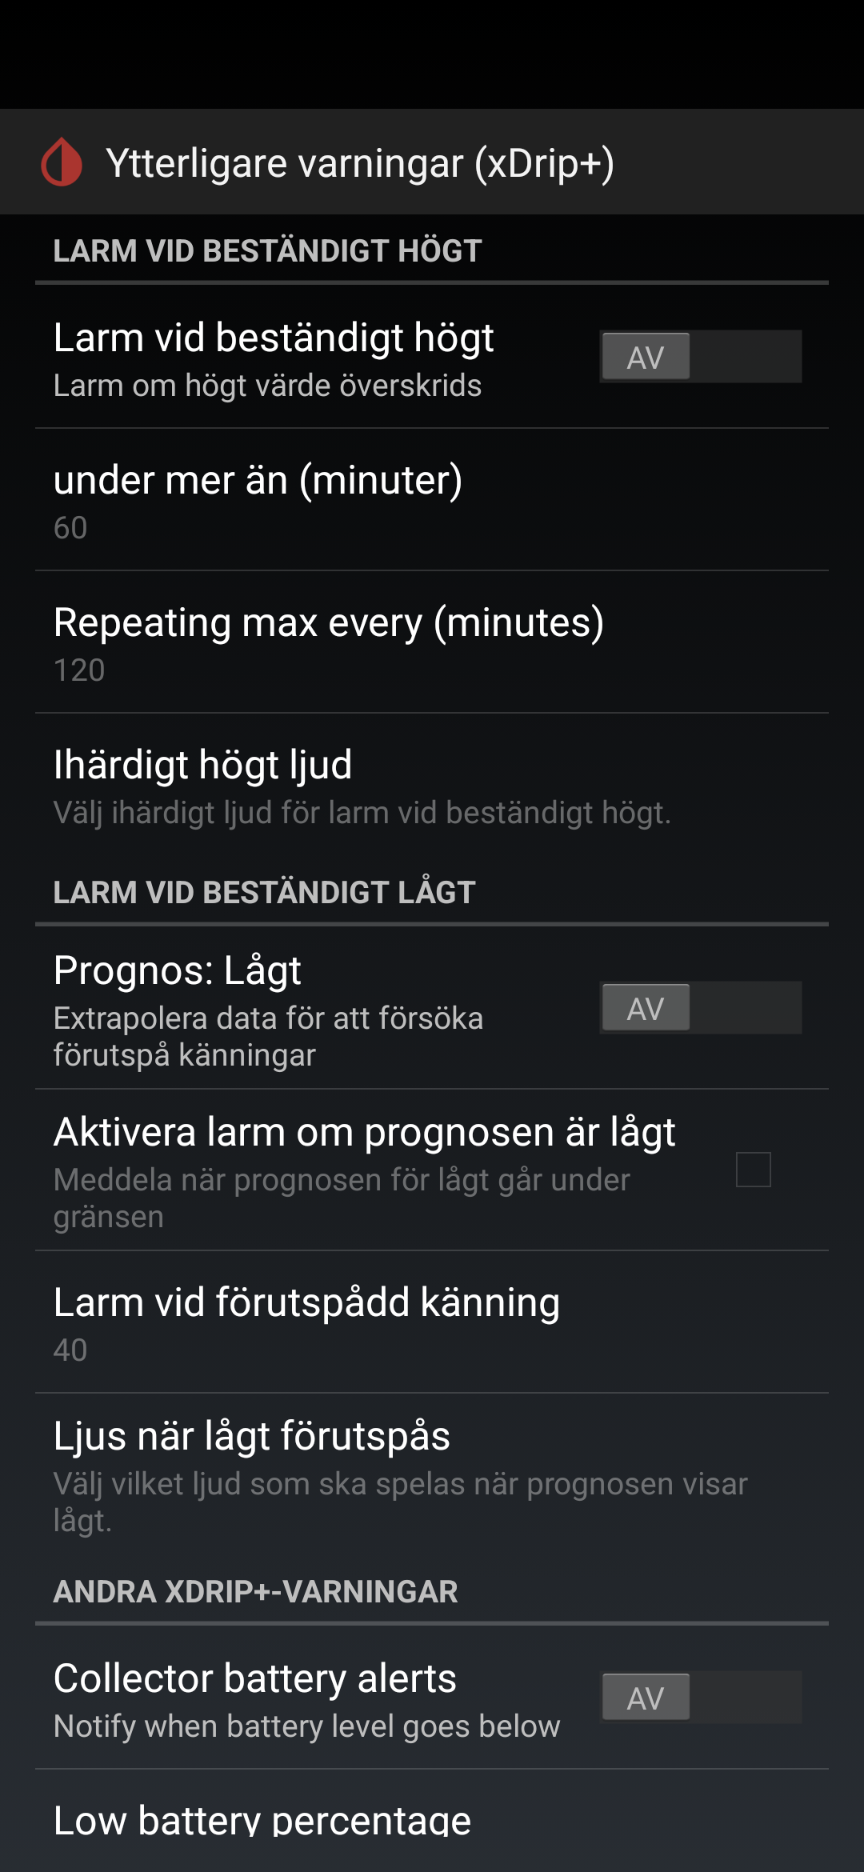 Ytterligare varningar (xDrip+)
LARM VID BESTÄNDIGT HÖGT
Larm vid beständigt högt
Larm om högt värde överskrids
AV
under mer än (minuter)
60
Repeating max every (minutes)
120
Ihärdigt högt ljud
Välj ihärdigt ljud för larm vid beständigt högt.
LARM VID BESTÄNDIGT LÅGT
Prognos: Lågt
Extrapolera data för att försöka
förutspå känningar
AV
Aktivera larm om prognosen är lågt
Meddela när prognosen för lågt går under
gränsen
Larm vid förutspådd känning
40
Ljus när lågt förutspås
Välj vilket ljud som ska spelas när prognosen visar
lågt.
ANDRA XDRIP+-VARNINGAR
Collector battery alerts
Notify when battery level goes below
AV
Low battery percentage